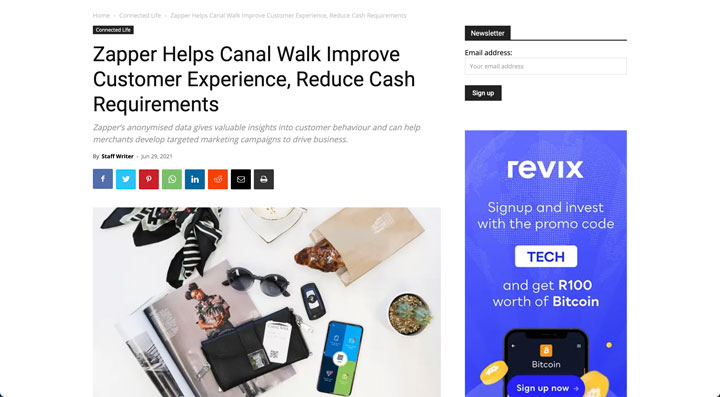 Home › Connected Life › Zapper Helps Canal Walk Improve Customer Experience, Reduce Cash Requirements
Connected Life
Zapper Helps Canal Walk Improve
Customer Experience, Reduce Cash
Requirements
Zapper's anonymised data gives valuable insights into customer behaviour and can help
merchants develop targeted marketing campaigns to drive business.
By Staff Writer - Jun 29, 2021
Newsletter
Email address:
Your email address
Sign up
revix
Signup and invest
with the promo code
TECH
and get R100
worth of Bitcoin
Bitcoin
Sign up now →